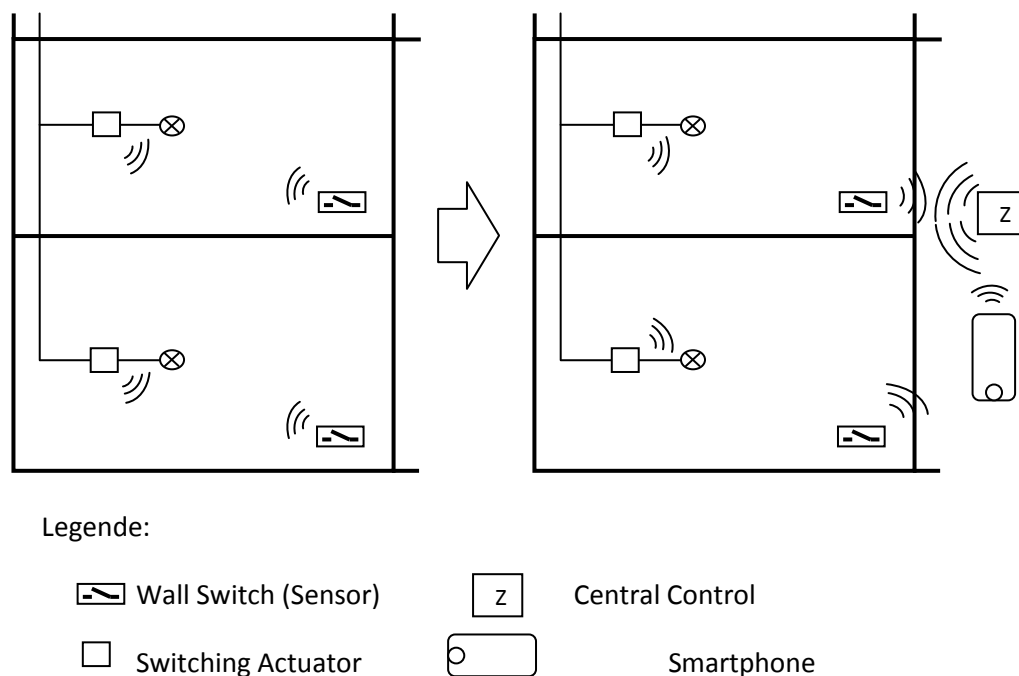 Z
Legende:
Wall Switch (Sensor) Z Central Control
Switching Actuator Smartphone